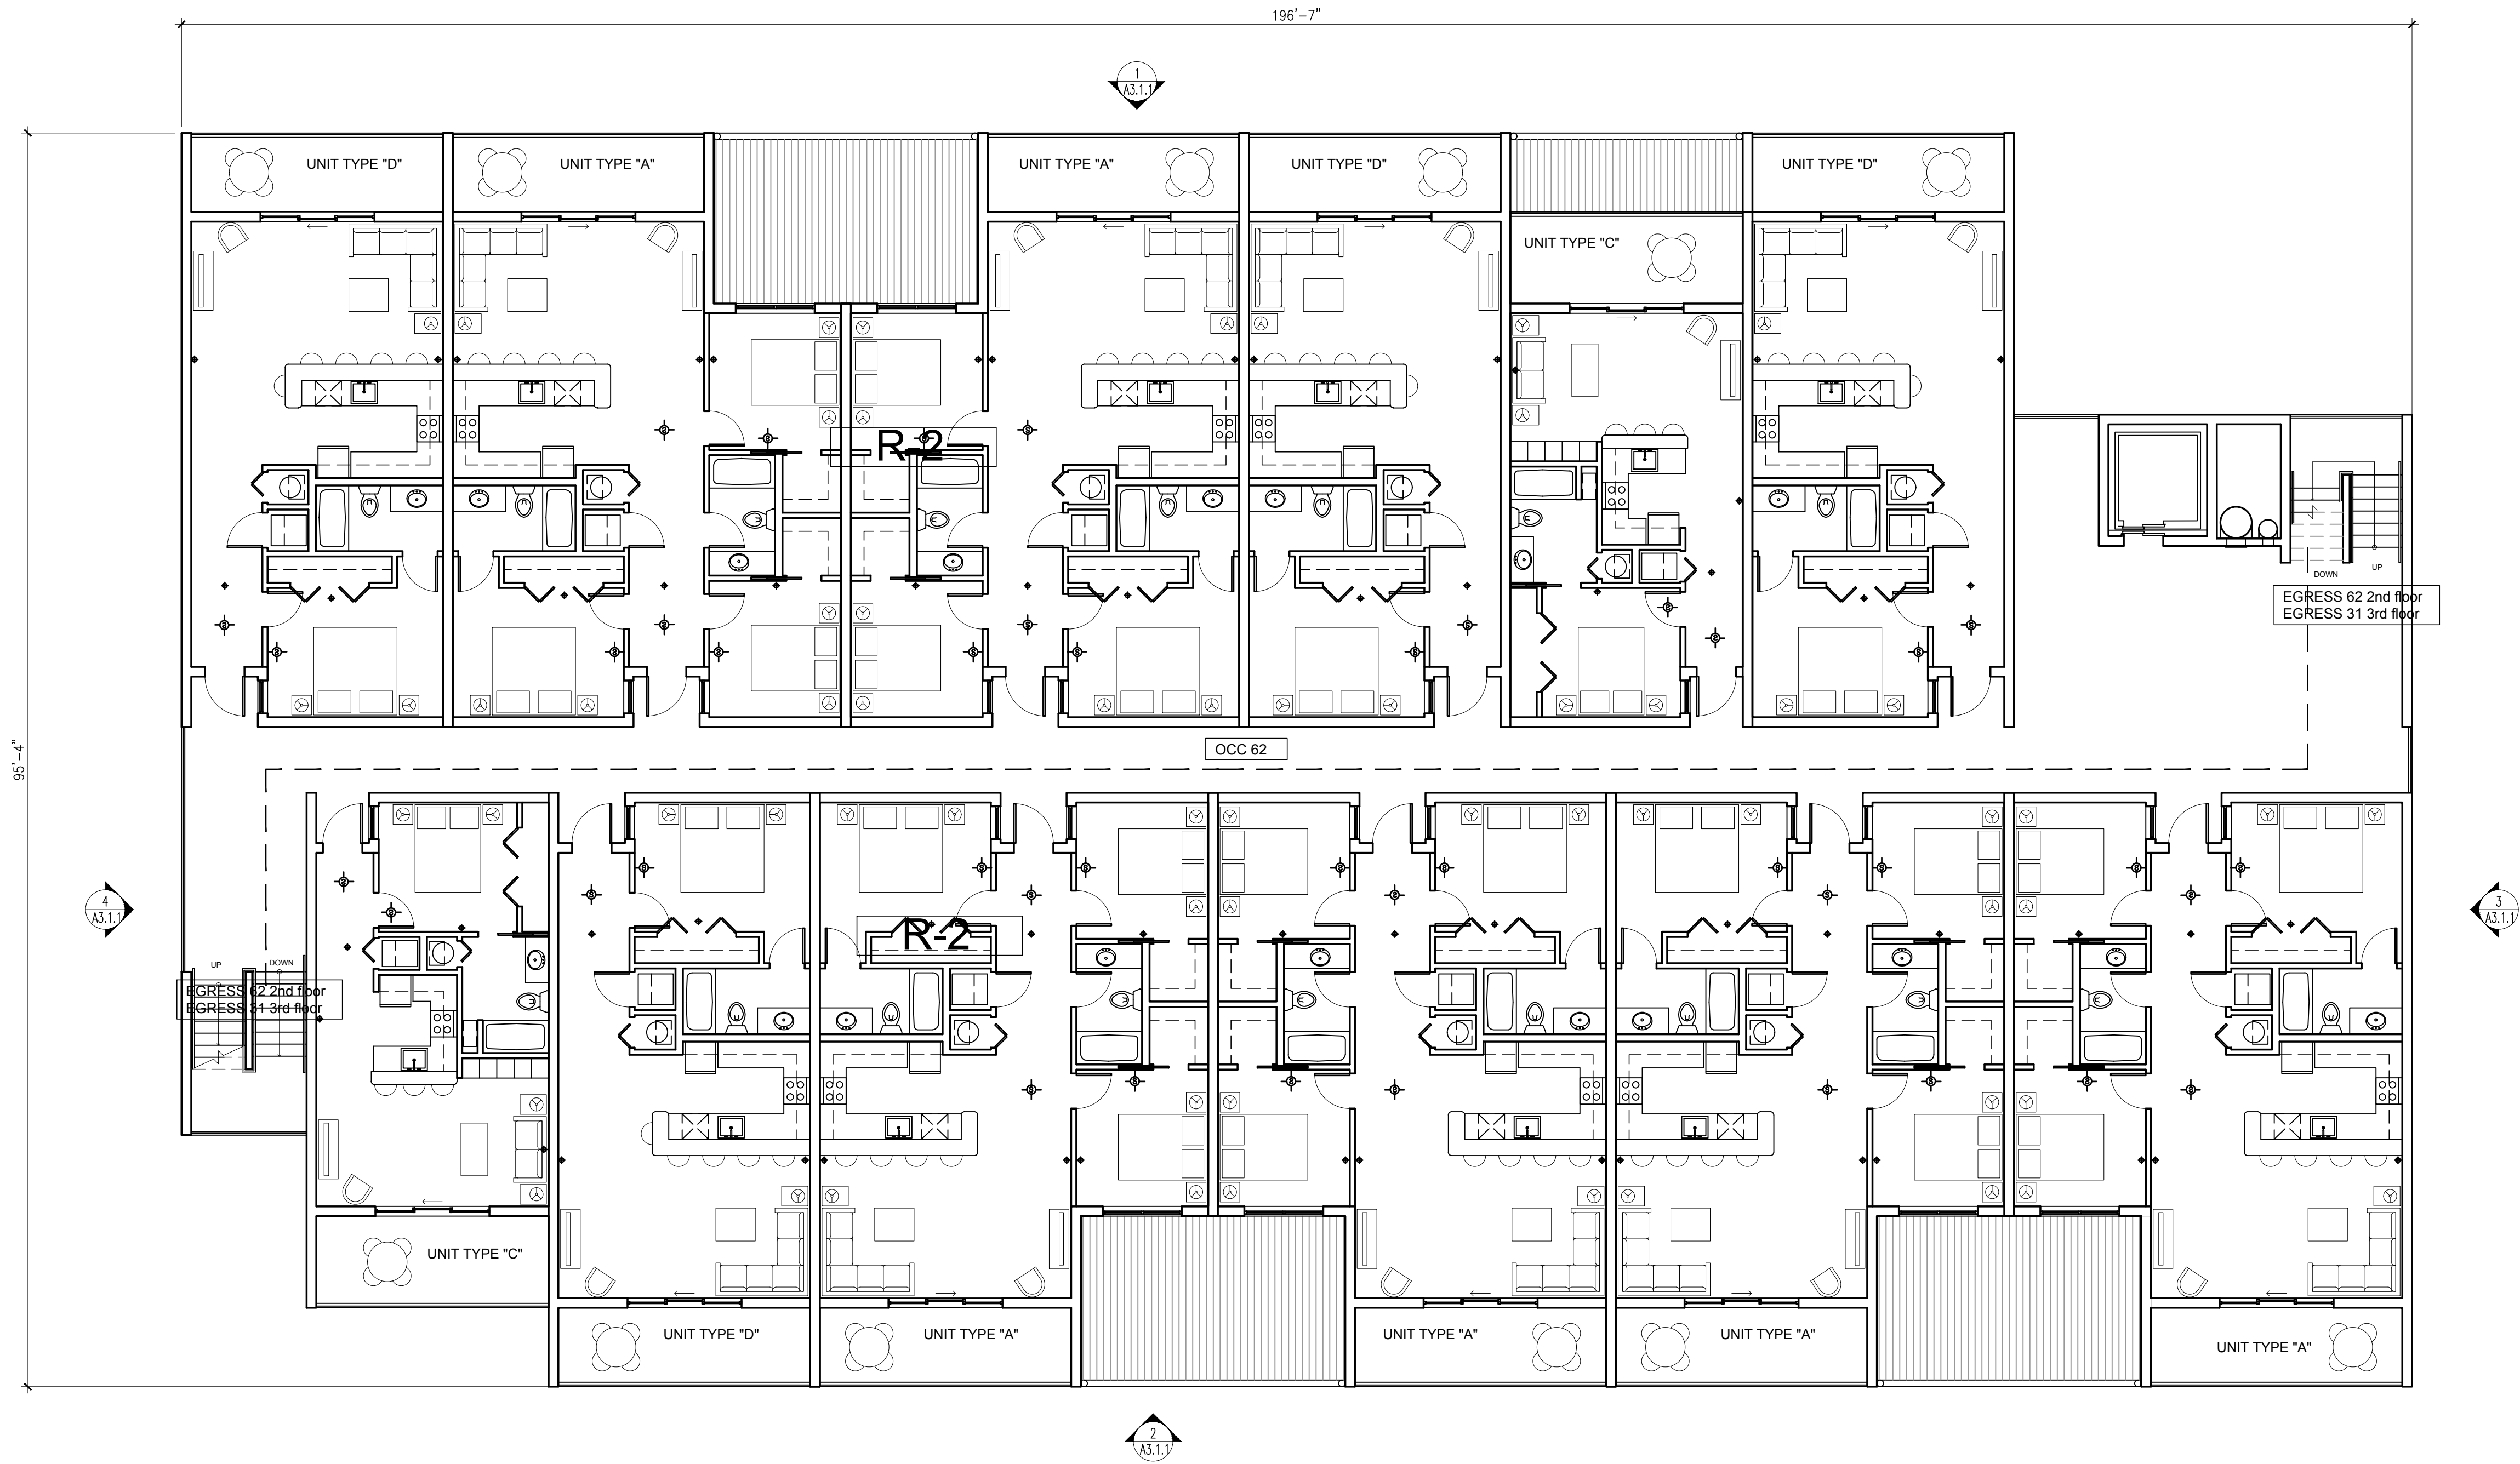 196'-7"
1
A3.1.1
UNIT TYPE "D"
UNIT TYPE "A"
UNIT TYPE "A"
UNIT TYPE "D"
UNIT TYPE "D"
UNIT TYPE "C"
R-2
DOWN
UP
EGRESS 62 2nd floor
EGRESS 31 3rd floor
OCC 62
95'-4"
4
A3.1.1
3
A3.1.1
R-2
UP
DOWN
EGRESS 62 2nd floor
EGRESS 31 3rd floor
UNIT TYPE "C"
UNIT TYPE "D"
UNIT TYPE "A"
UNIT TYPE "A"
UNIT TYPE "A"
UNIT TYPE "A"
2
A3.1.1